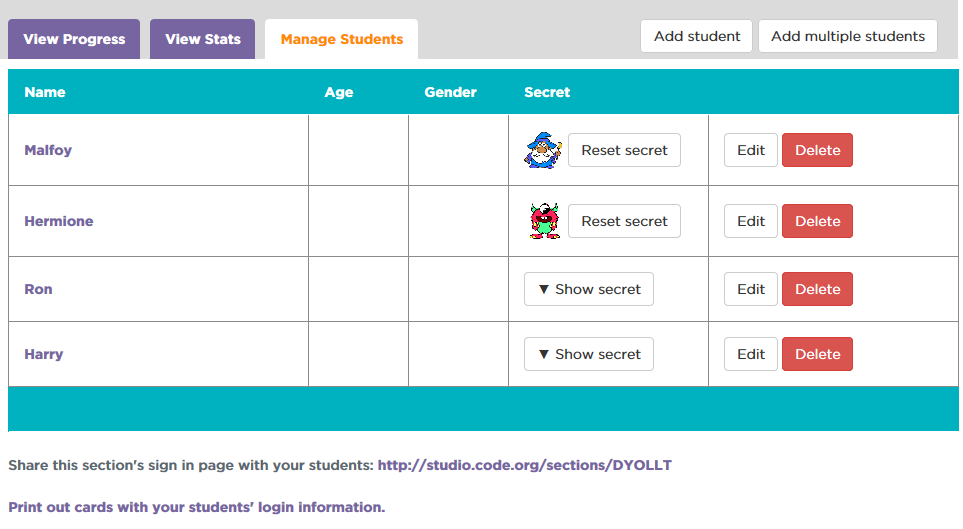 View Progress View Stats Manage Students Add student Add multiple students
Name Age Gender Secret
Malfoy Reset secret Edit Delete
Hermione Reset secret Edit Delete
Ron ▼ Show secret Edit Delete
Harry ▼ Show secret Edit Delete
Share this section's sign in page with your students: http://studio.code.org/sections/DYOLLT
Print out cards with your students' login information.